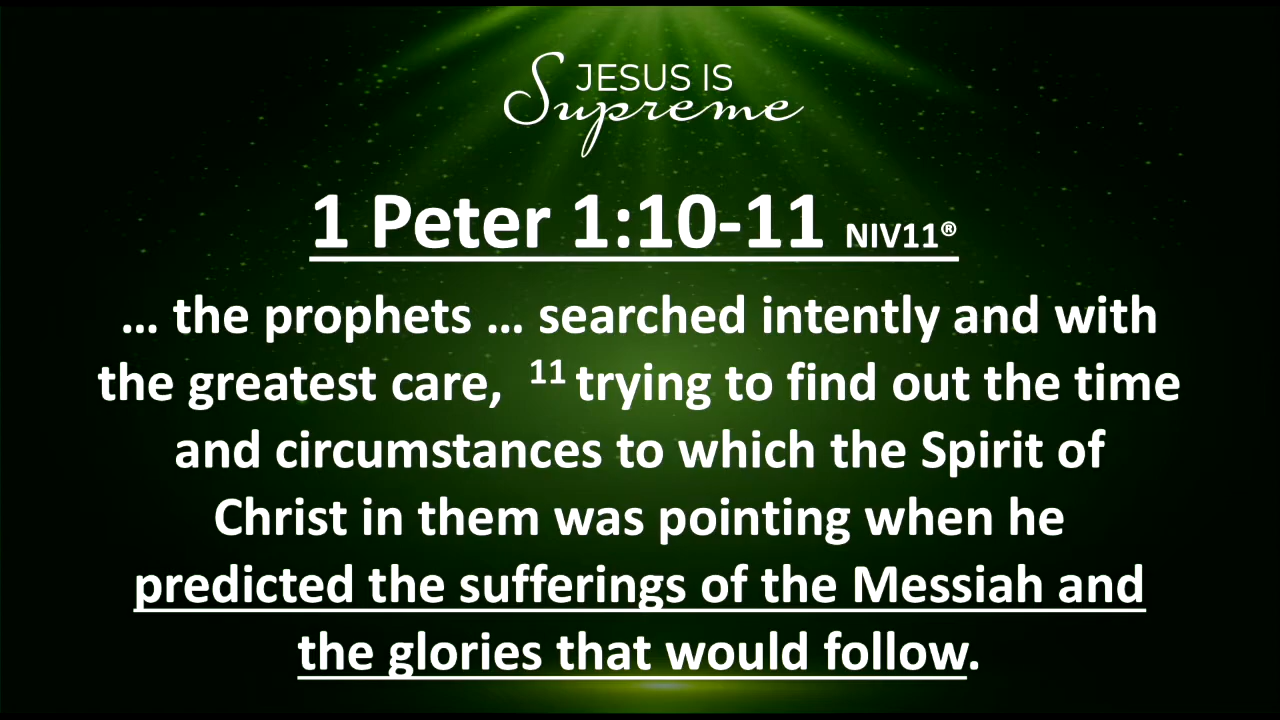 JESUS IS
Supreme
1 Peter 1:10-11 NIV11®
… the prophets … searched intently and with
the greatest care, 11 trying to find out the time
and circumstances to which the Spirit of
Christ in them was pointing when he
predicted the sufferings of the Messiah and
the glories that would follow.